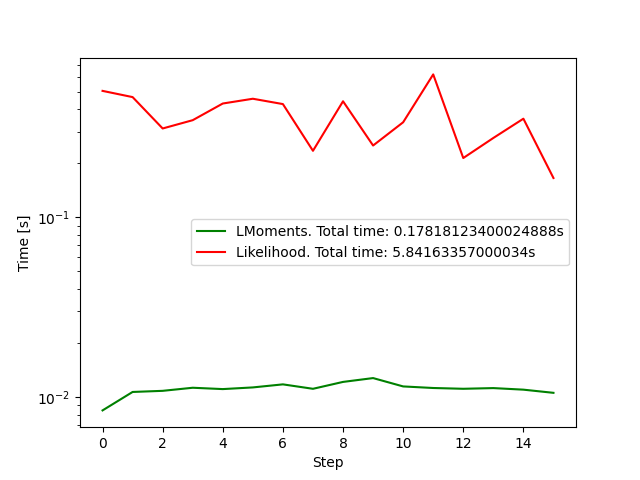 Time [s]
10⁻¹
10⁻²
LMoments. Total time: 0.17818123400024888s
Likelihood. Total time: 5.84163357000034s
0 2 4 6 8 10 12 14
Step